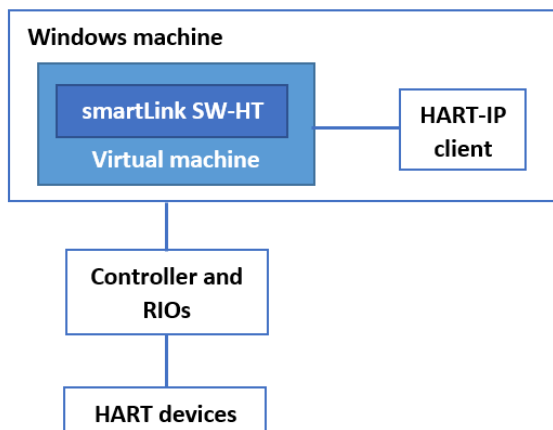 Windows machine
smartLink SW-HT
Virtual machine
HART-IP
client
Controller and
RIOs
HART devices